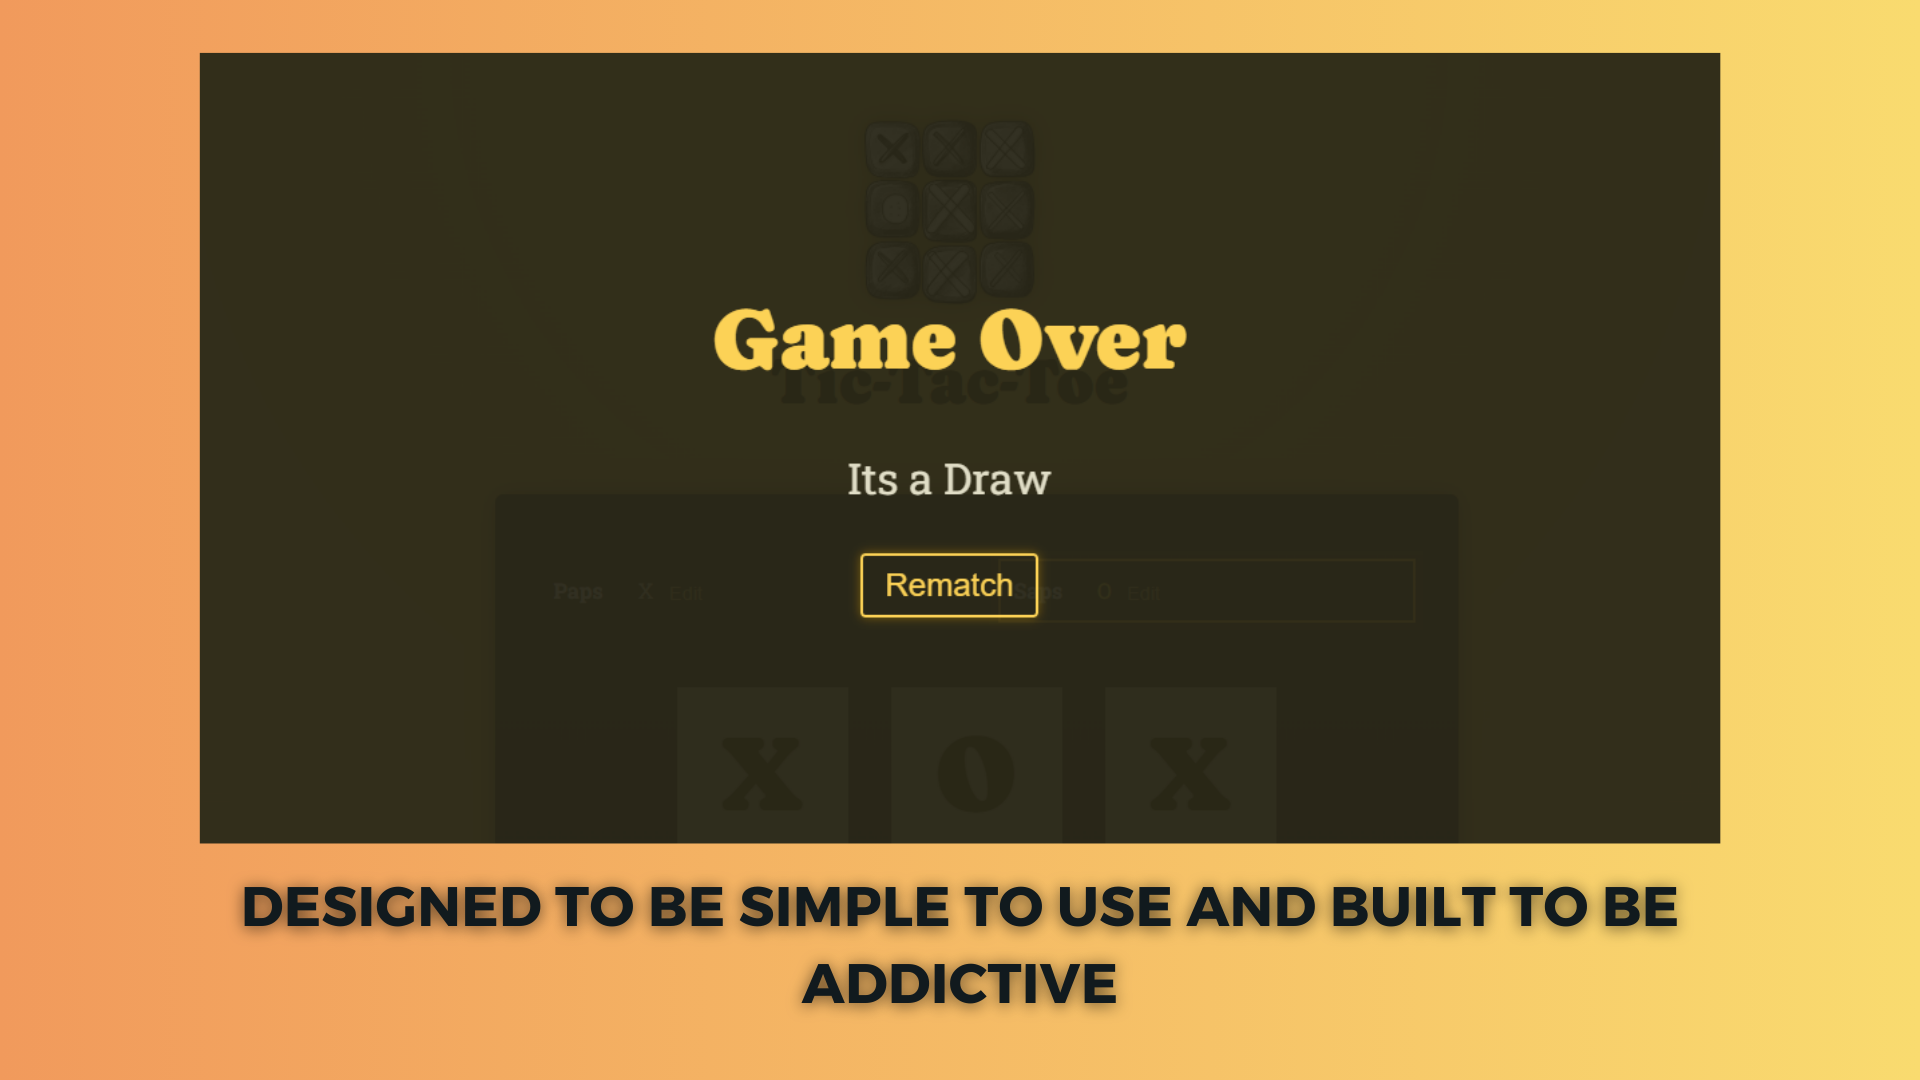 Game Over
Tic-Tac-Toe
Its a Draw
Paps X Edit Rematch Saps O Edit
X O X
DESIGNED TO BE SIMPLE TO USE AND BUILT TO BE
ADDICTIVE